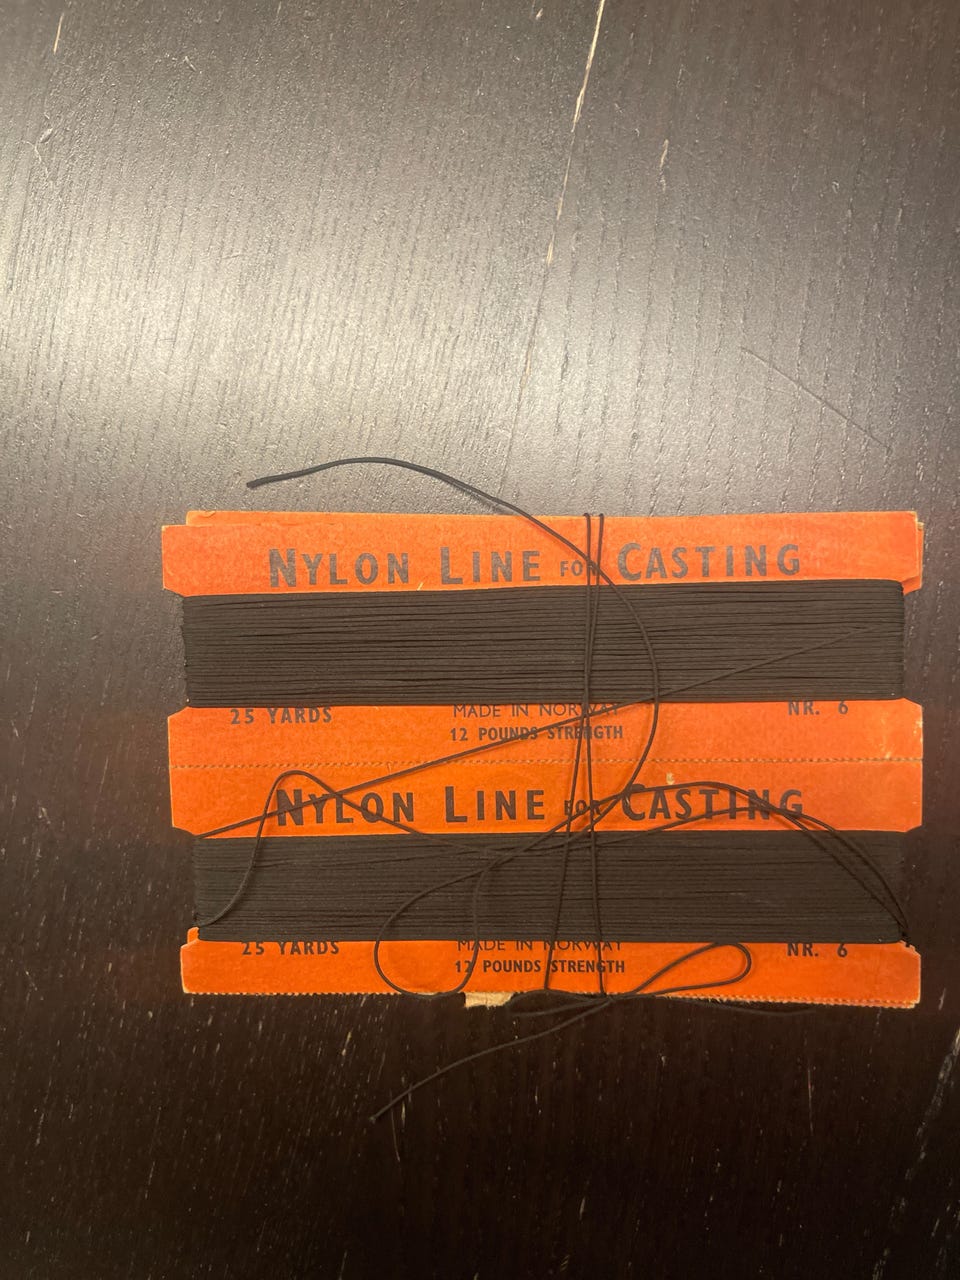 NYLON LINE FOR CASTING
25 YARDS MADE IN NORWAY NR. 6
12 POUNDS STRENGTH
NYLON LINE FOR CASTING
25 YARDS MADE IN NORWAY NR. 6
12 POUNDS STRENGTH